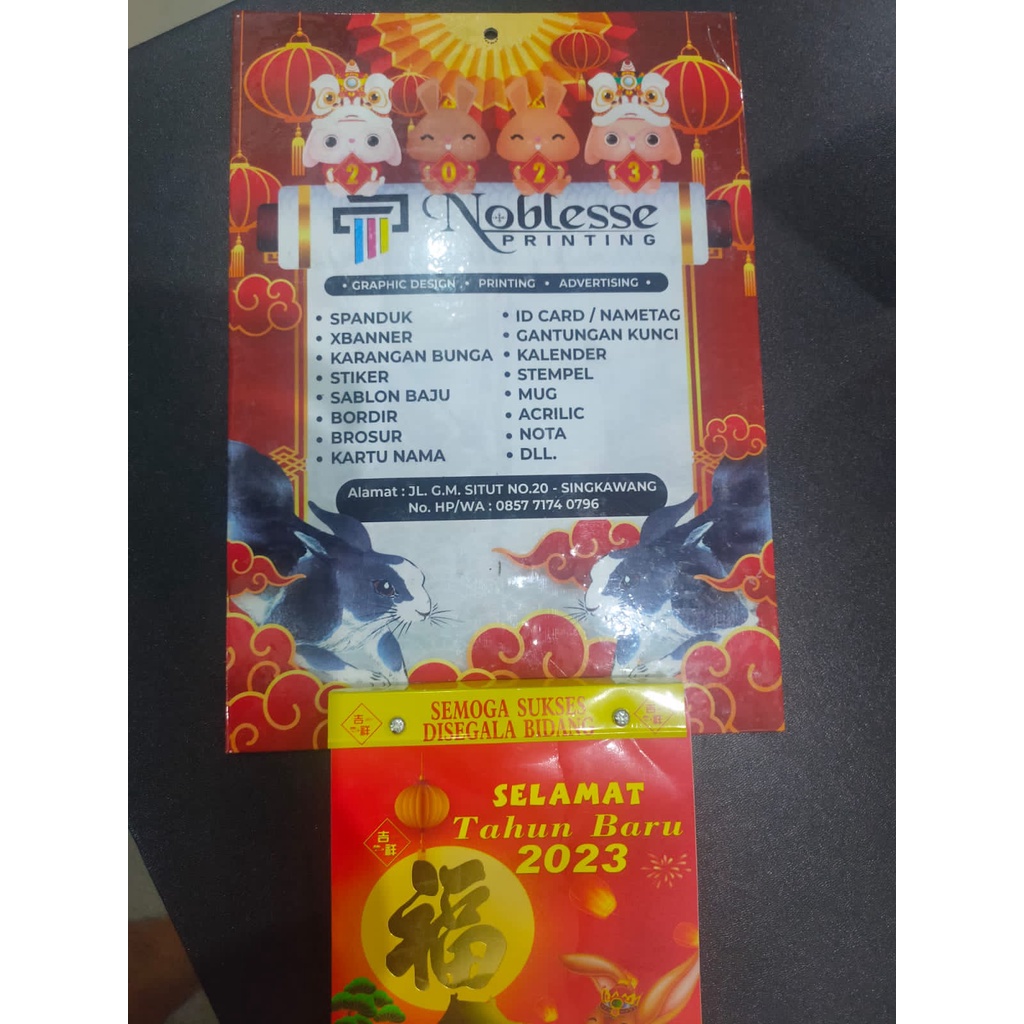 2 0 2 3
Noblesse
PRINTING
• GRAPHIC DESIGN • PRINTING • ADVERTISING •
• SPANDUK
• XBANNER
• KARANGAN BUNGA
• STIKER
• SABLON BAJU
• BORDIR
• BROSUR
• KARTU NAMA
• ID CARD / NAMETAG
• GANTUNGAN KUNCI
• KALENDER
• STEMPEL
• MUG
• ACRILIC
• NOTA
• DLL.
Alamat : JL. G.M. SITUT NO.20 - SINGKAWANG
No. HP/WA : 0857 7174 0796
吉祥
SEMOGA SUKSES
DISEGALA BIDANG
吉祥
SELAMAT
Tahun Baru
2023
吉祥
福